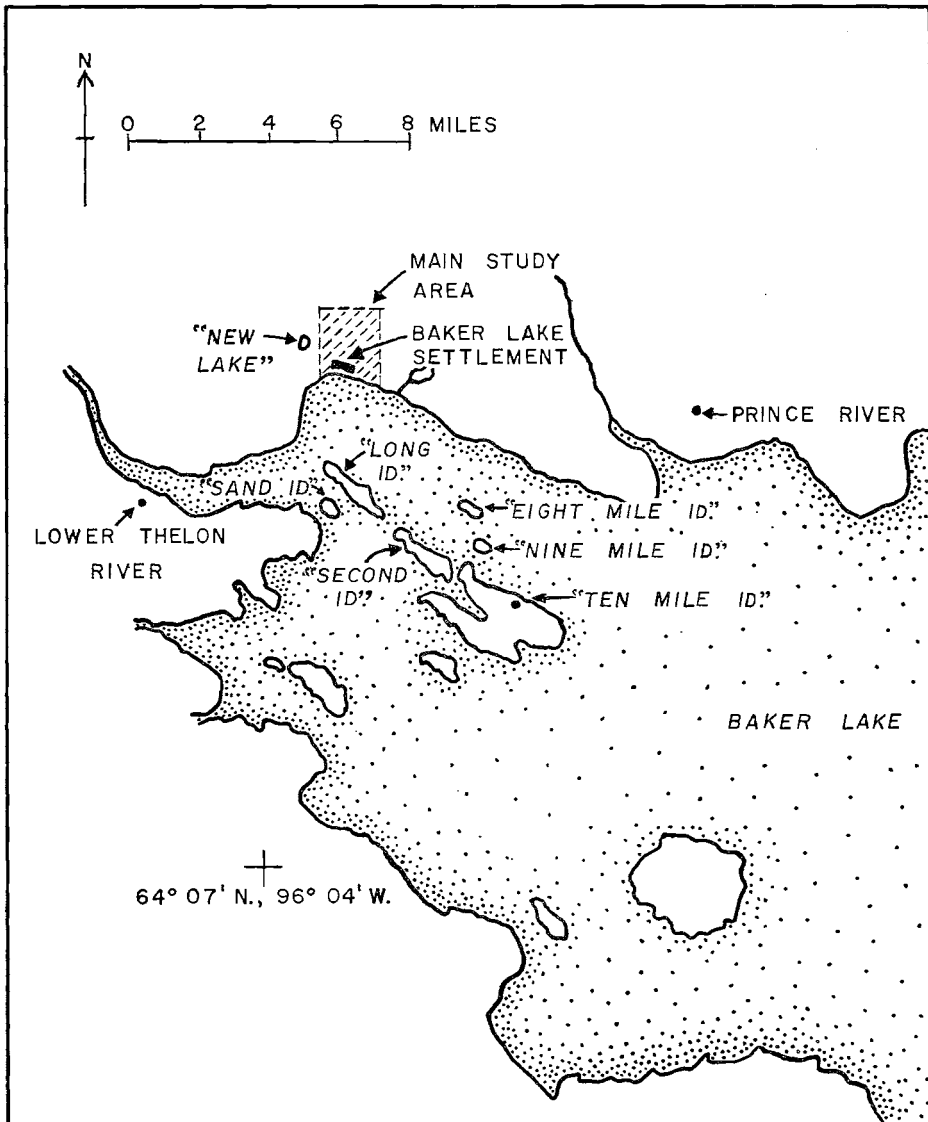 N
0 2 4 6 8 MILES
MAIN STUDY
AREA
"NEW
LAKE"
BAKER LAKE
SETTLEMENT
PRINCE RIVER
"LONG
ID."
"SAND ID."
"EIGHT MILE ID."
LOWER THELON
RIVER
"NINE MILE ID."
"SECOND
ID."
"TEN MILE ID."
BAKER LAKE
64° 07' N., 96° 04' W.